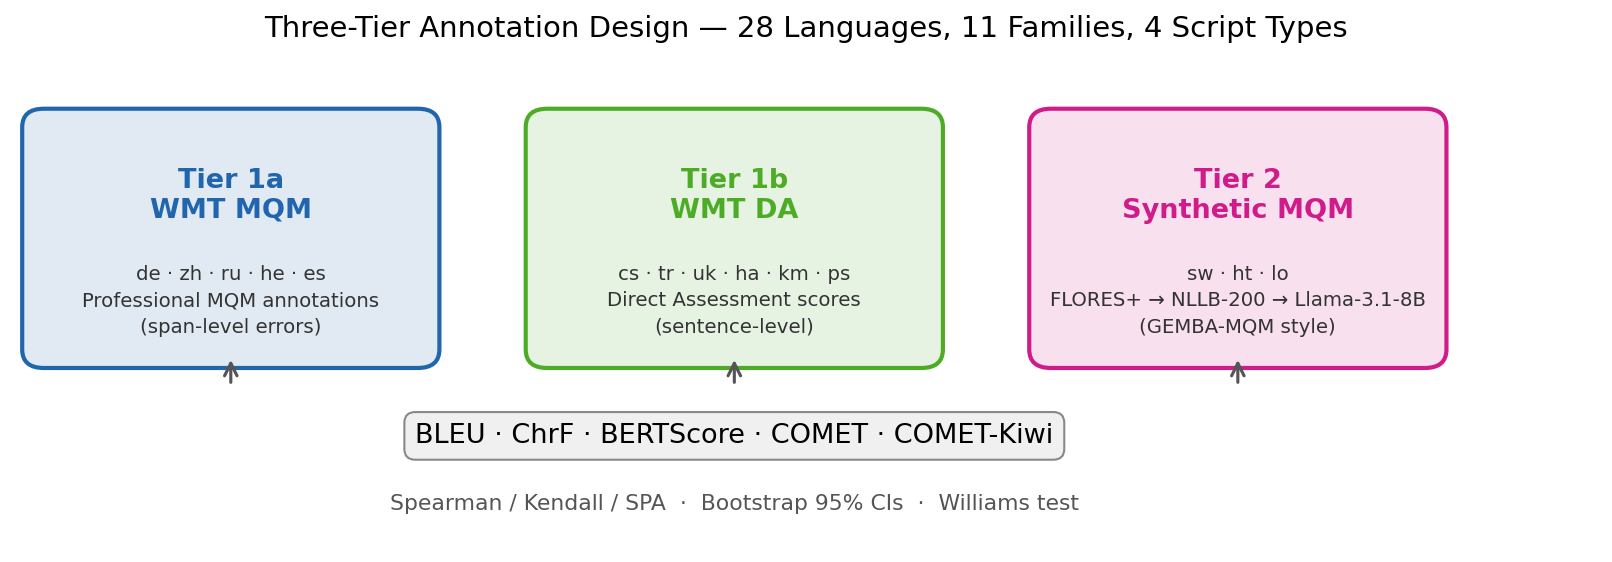 Three-Tier Annotation Design — 28 Languages, 11 Families, 4 Script Types
Tier 1a
WMT MQM
de · zh · ru · he · es
Professional MQM annotations
(span-level errors)
Tier 1b
WMT DA
cs · tr · uk · ha · km · ps
Direct Assessment scores
(sentence-level)
Tier 2
Synthetic MQM
sw · ht · lo
FLORES+ → NLLB-200 → Llama-3.1-8B
(GEMBA-MQM style)
BLEU · ChrF · BERTScore · COMET · COMET-Kiwi
Spearman / Kendall / SPA · Bootstrap 95% CIs · Williams test